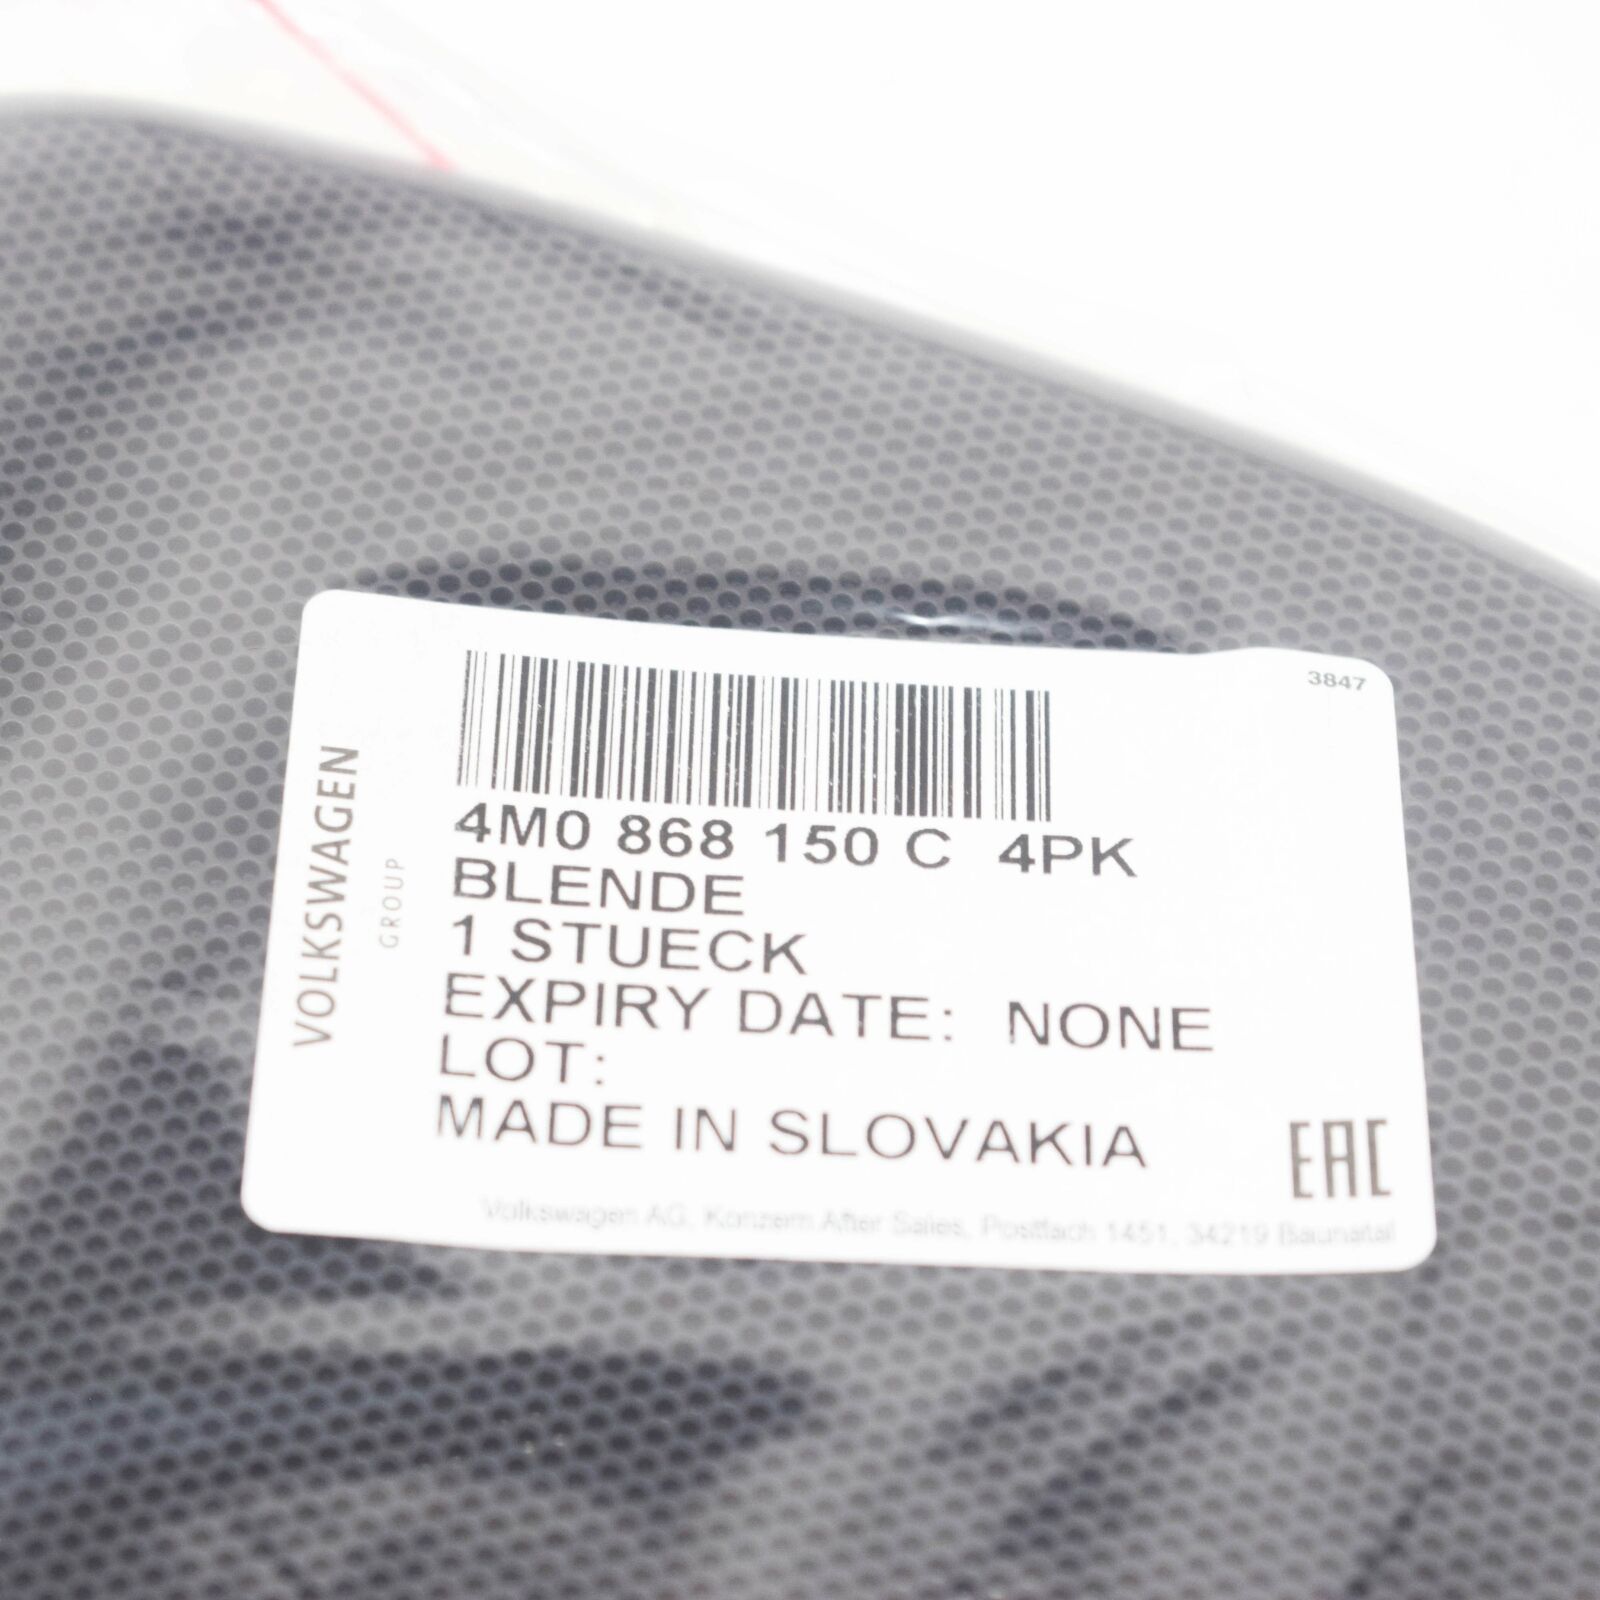 3847
4M0 868 150 C 4PK
BLENDE
1 STUECK
EXPIRY DATE: NONE
LOT:
MADE IN SLOVAKIA
EAC
Volkswagen AG, Konzern After Sales, Postfach 1451, 34219 Baunatal
VOLKSWAGEN
GROUP